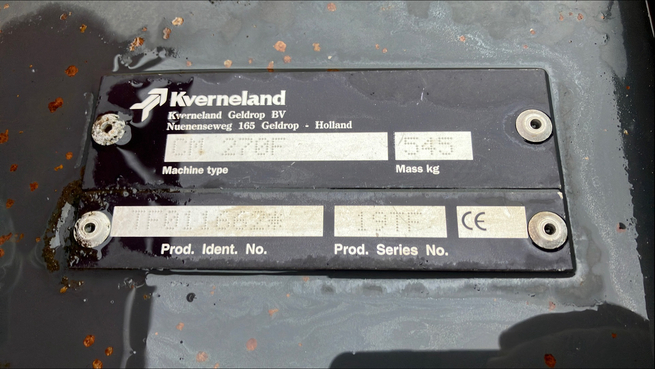 Kverneland
Kverneland Geldrop BV
Nuenenseweg 165 Geldrop - Holland
270F 545
Machine type Mass kg
19TF CE
Prod. Ident. No. Prod. Series No.